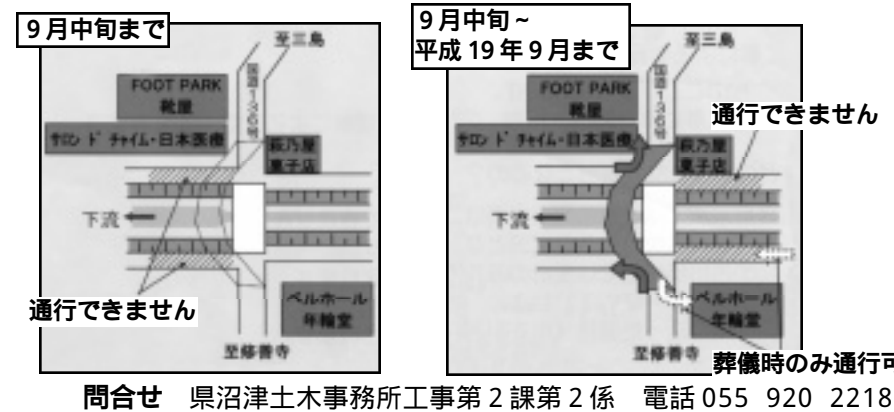 9月中旬まで
至三島
国道136号
FOOT PARK
靴屋
サロン ド チャイム・日本医療
萩乃屋
菓子店
下流
通行できません
ベルホール
年輪堂
至修善寺
9月中旬~
平成19年9月まで
至三島
国道136号
FOOT PARK
靴屋
通行できません
サロン ド チャイム・日本医療
萩乃屋
菓子店
下流
ベルホール
年輪堂
至修善寺
葬儀時のみ通行可
問合せ 県沼津土木事務所工事第2課第2係 電話055 920 2218